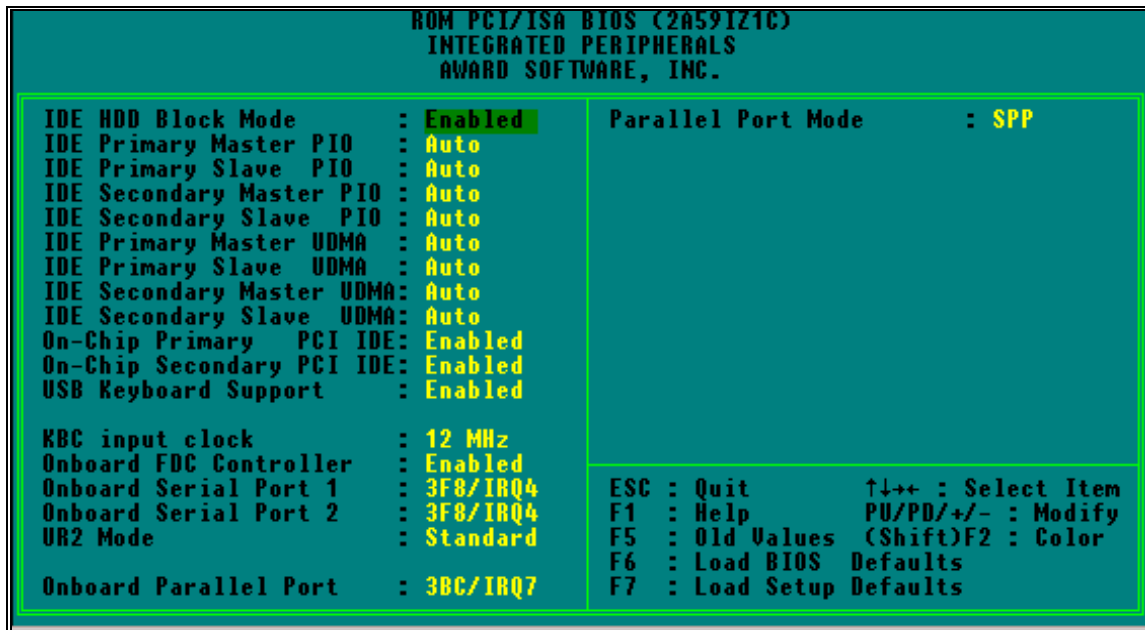 ROM PCI/ISA BIOS (2A59IZ1C)
INTEGRATED PERIPHERALS
AWARD SOFTWARE, INC.
IDE HDD Block Mode : Enabled
IDE Primary Master PIO : Auto
IDE Primary Slave PIO : Auto
IDE Secondary Master PIO : Auto
IDE Secondary Slave PIO : Auto
IDE Primary Master UDMA : Auto
IDE Primary Slave UDMA : Auto
IDE Secondary Master UDMA: Auto
IDE Secondary Slave UDMA: Auto
On-Chip Primary PCI IDE: Enabled
On-Chip Secondary PCI IDE: Enabled
USB Keyboard Support : Enabled
KBC input clock : 12 MHz
Onboard FDC Controller : Enabled
Onboard Serial Port 1 : 3F8/IRQ4
Onboard Serial Port 2 : 3F8/IRQ4
UR2 Mode : Standard
Onboard Parallel Port : 3BC/IRQ7
Parallel Port Mode : SPP
ESC : Quit ↑↓→← : Select Item
F1 : Help PU/PD/+/- : Modify
F5 : Old Values (Shift)F2 : Color
F6 : Load BIOS Defaults
F7 : Load Setup Defaults